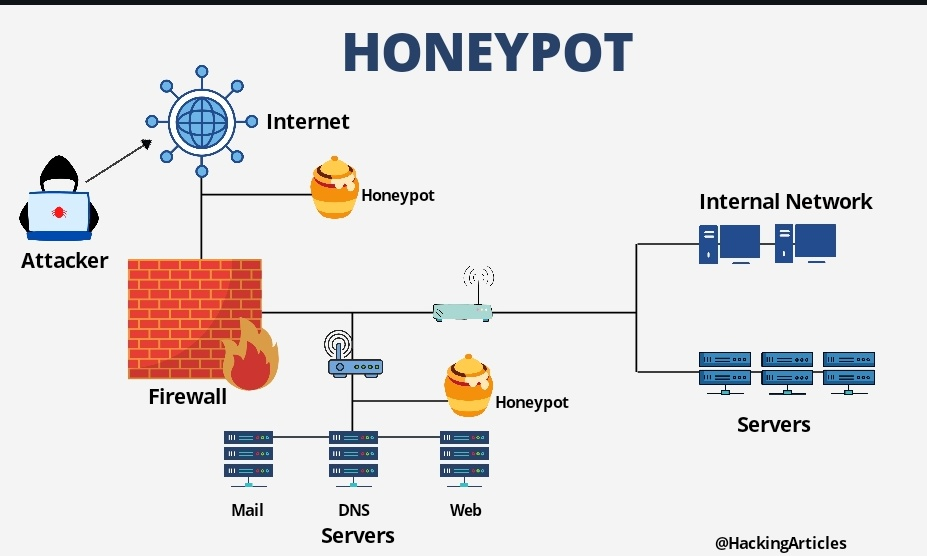 HONEYPOT
Internet
Honeypot
Attacker
Internal Network
Firewall
Honeypot
Servers
Mail
DNS
Web
Servers
@HackingArticles